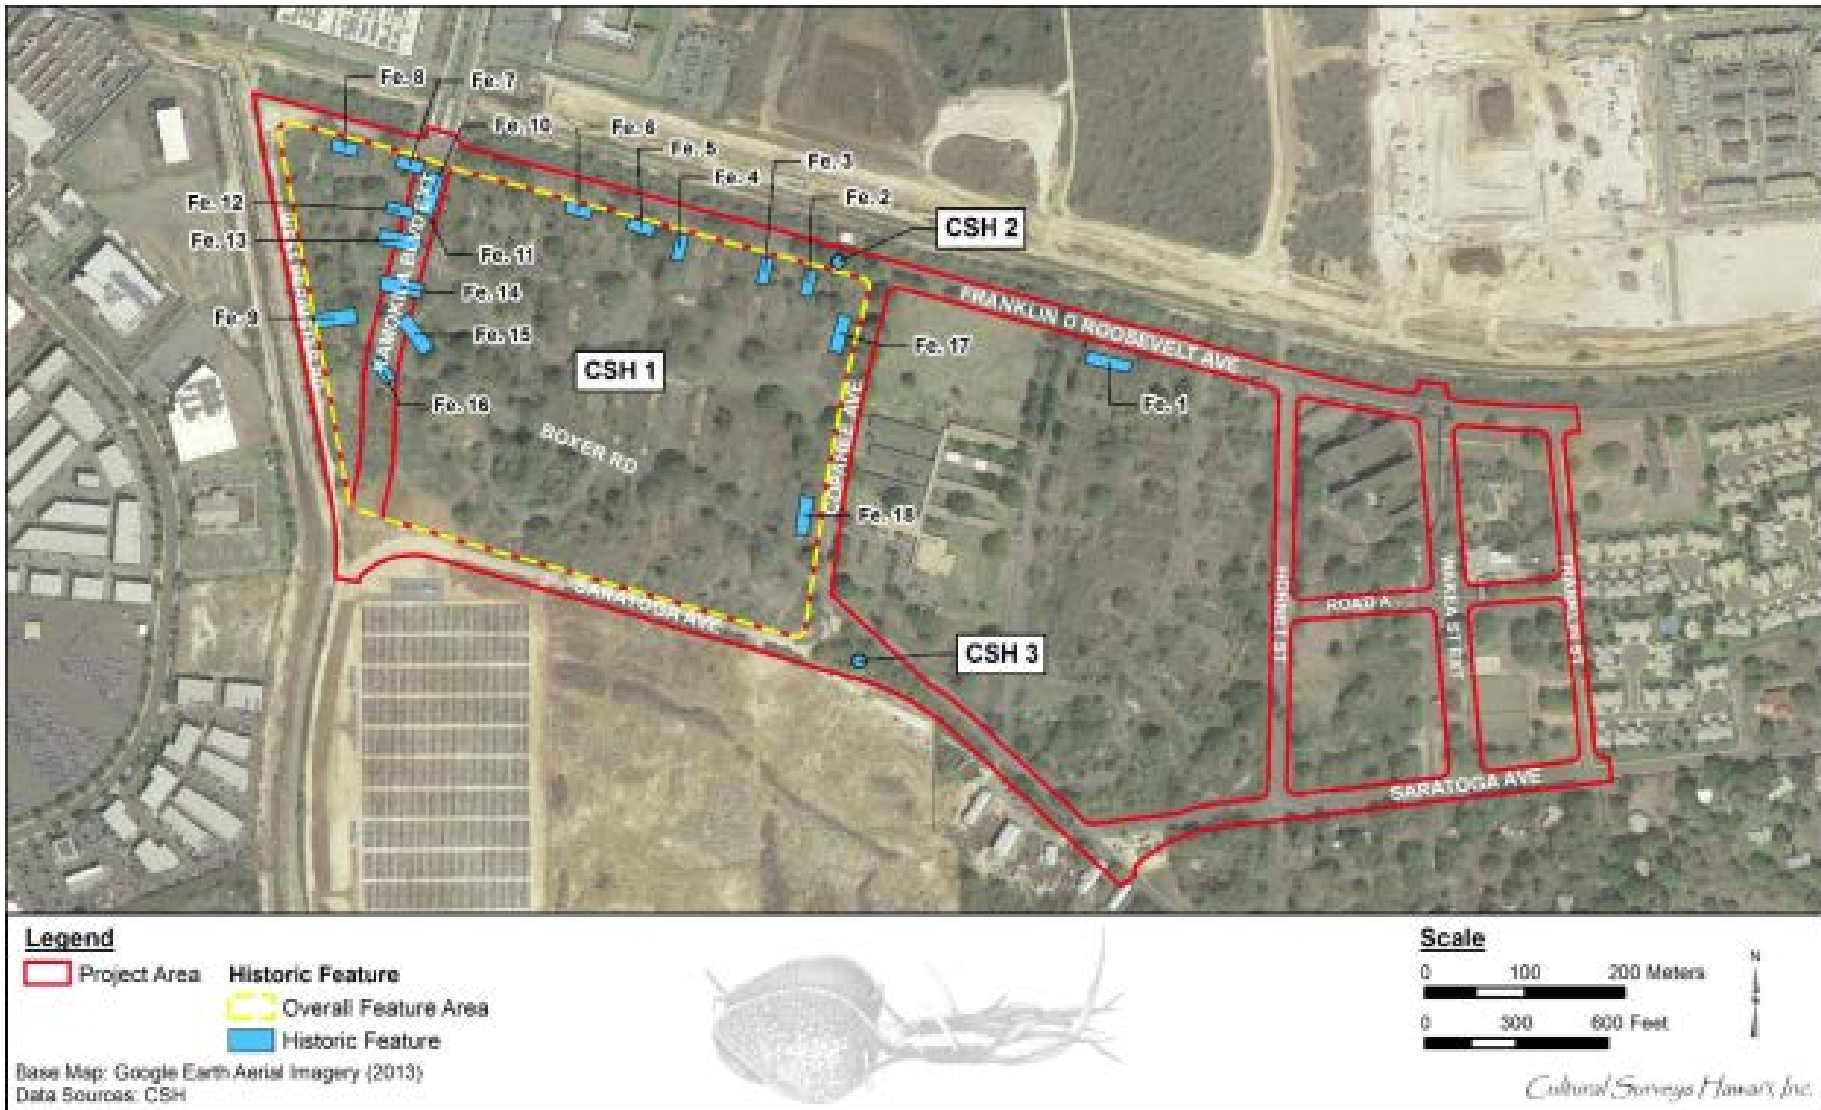 Fe. 8
Fe. 7
Fe. 10
Fe. 6
Fe. 5
Fe. 3
Fe. 4
Fe. 2
Fe. 12
CSH 2
Fe. 13
Fe. 11
Fe. 14
FRANKLIN D ROOSEVELT AVE
Fe. 9
Fe. 15
Fe. 17
CSH 1
Fe. 16
Fe. 1
BOXER RD
Fe. 18
HORNET ST
ROAD A
SARATOGA AVE
CSH 3
SARATOGA AVE
Legend
Project Area
Historic Feature
Overall Feature Area
Historic Feature
Base Map: Google Earth Aerial Imagery (2013)
Data Sources: CSH
Scale
0 100 200 Meters
0 300 600 Feet
N
Cultural Surveys Hawai'i, Inc.